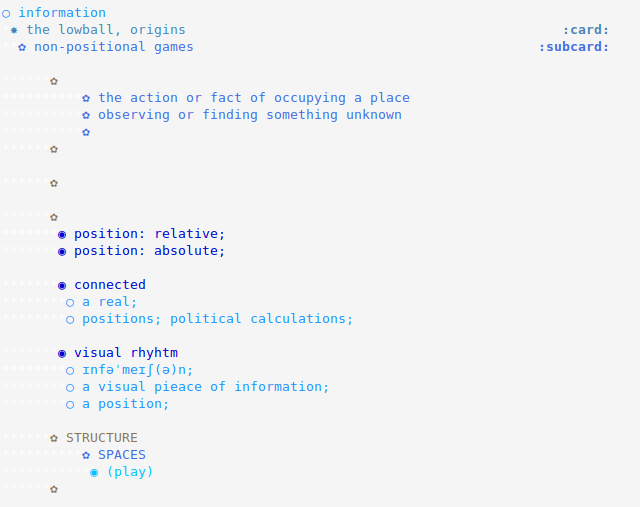 information
the lowball, origins :card:
non-positional games :subcard:
the action or fact of occupying a place
observing or finding something unknown
position: relative;
position: absolute;
connected
a real;
positions; political calculations;
visual rhyhtm
ɪnfəˈmeɪʃ(ə)n;
a visual pieace of information;
a position;
STRUCTURE
SPACES
(play)